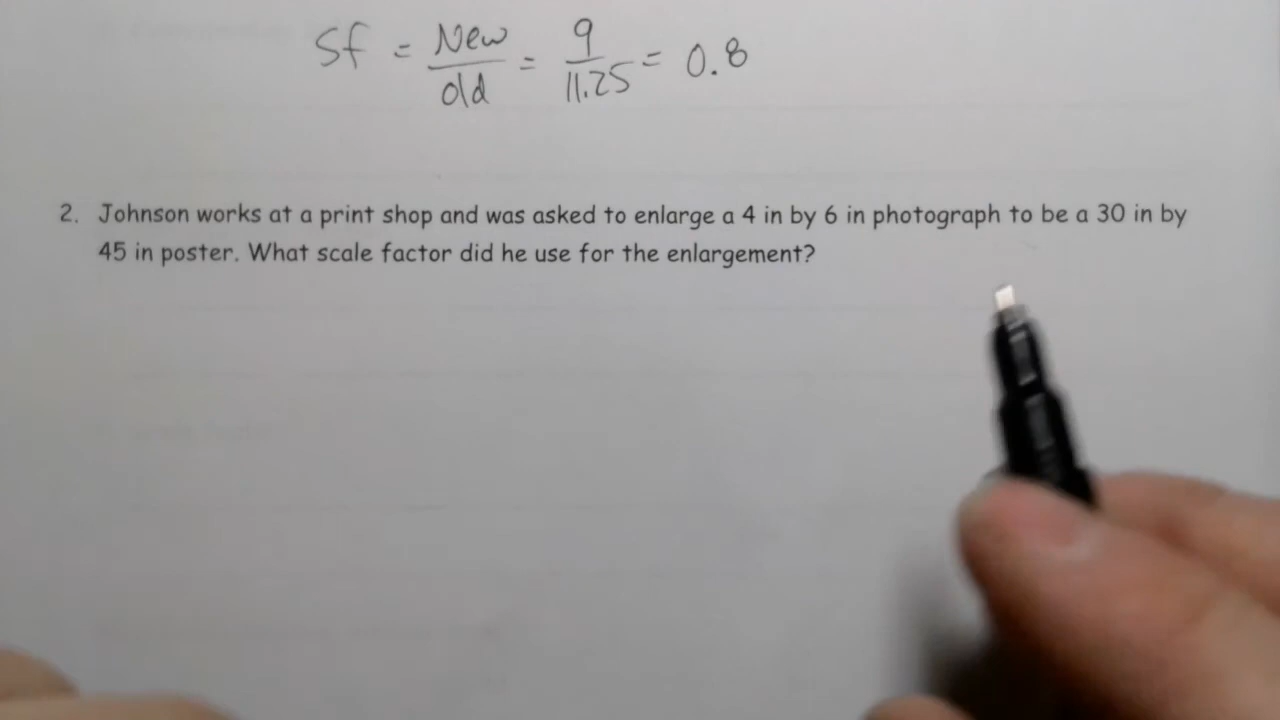 Sf = New/old = 9/11.25 = 0.8
2. Johnson works at a print shop and was asked to enlarge a 4 in by 6 in photograph to be a 30 in by
45 in poster. What scale factor did he use for the enlargement?